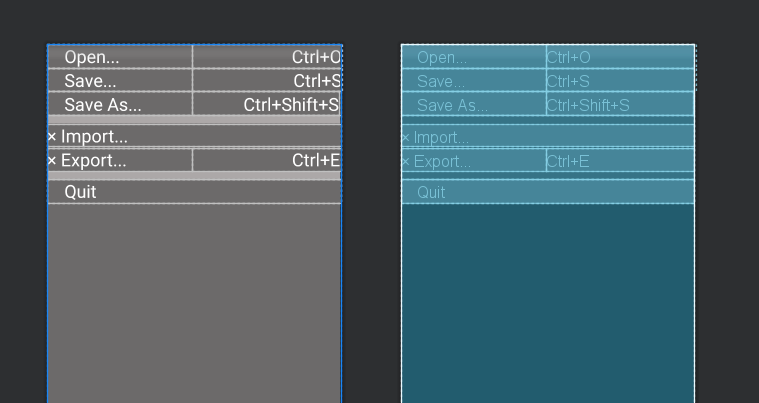 Open... Ctrl+O
Save... Ctrl+S
Save As... Ctrl+Shift+S
× Import...
× Export... Ctrl+E
Quit
Open... Ctrl+O
Save... Ctrl+S
Save As... Ctrl+Shift+S
× Import...
× Export... Ctrl+E
Quit